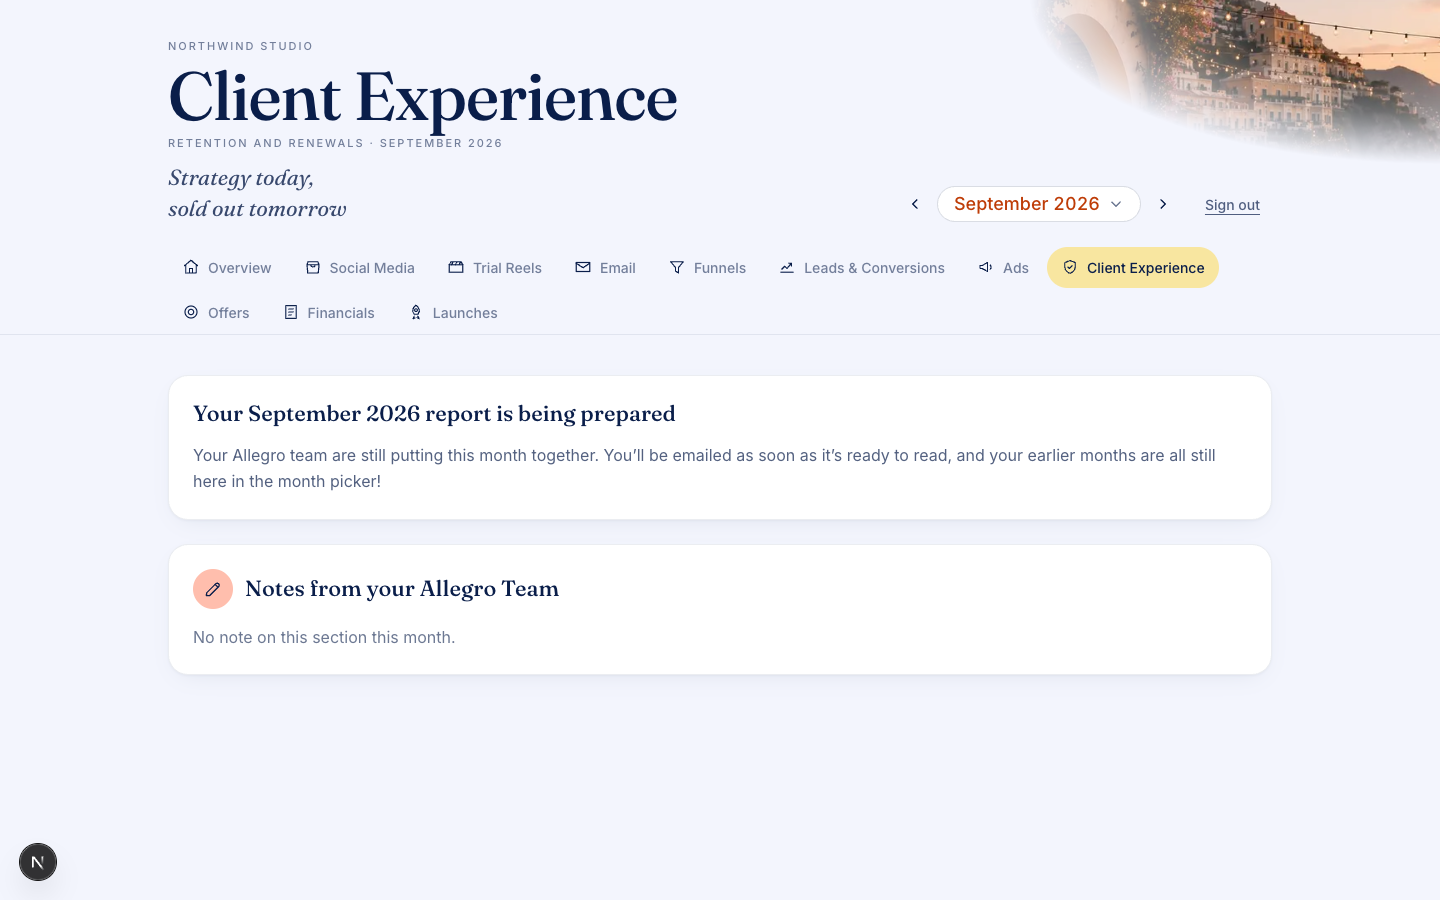 NORTHWIND STUDIO
Client Experience
RETENTION AND RENEWALS · SEPTEMBER 2026
Strategy today,
sold out tomorrow
September 2026
Sign out
Overview
Social Media
Trial Reels
Email
Funnels
Leads & Conversions
Ads
Client Experience
Offers
Financials
Launches
Your September 2026 report is being prepared
Your Allegro team are still putting this month together. You’ll be emailed as soon as it’s ready to read, and your earlier months are all still
here in the month picker!
Notes from your Allegro Team
No note on this section this month.
N